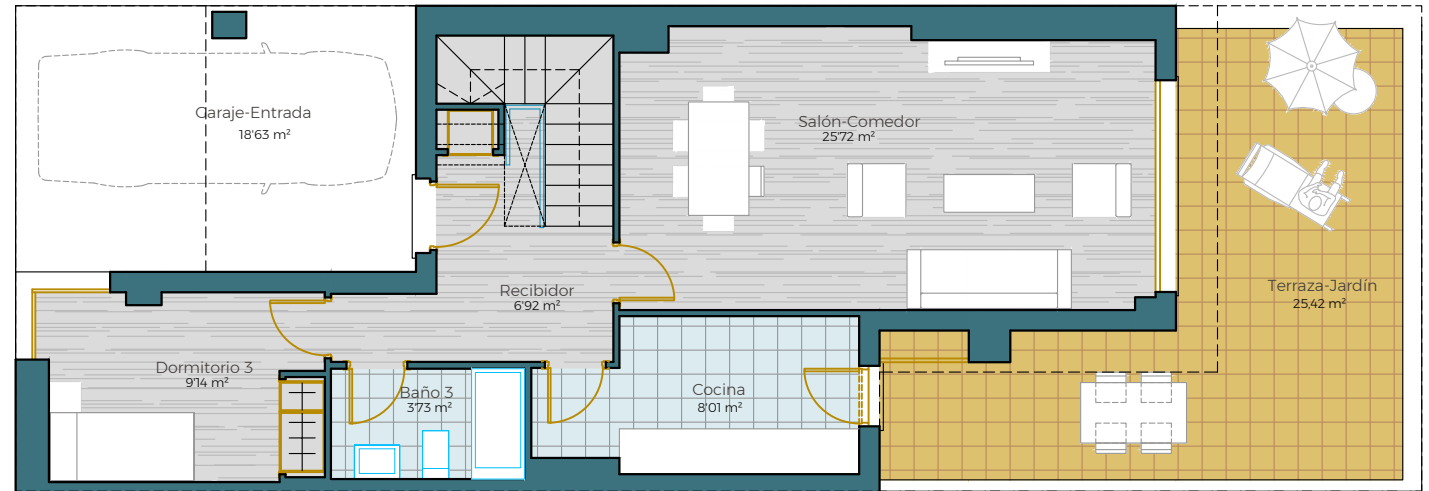 Garaje-Entrada
18'63 m²
Salón-Comedor
25'72 m²
Recibidor
6'92 m²
Terraza-Jardín
25,42 m²
Dormitorio 3
9'14 m²
Baño 3
3'73 m²
Cocina
8'01 m²